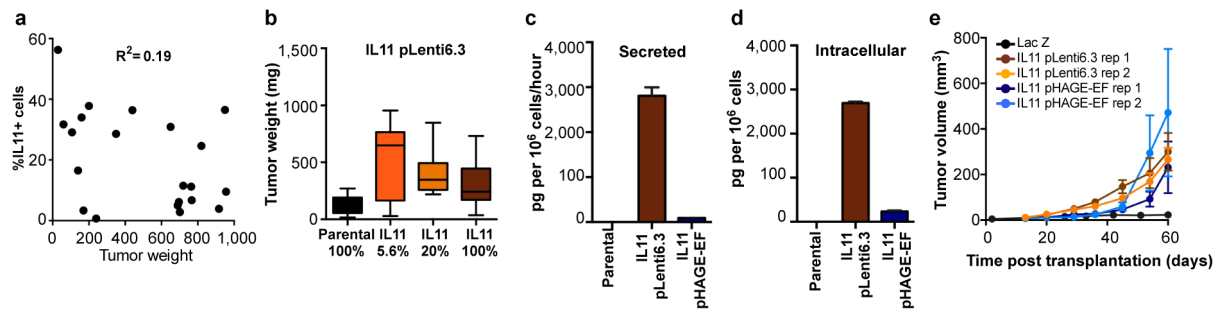 a
R²= 0.19
%IL11+ cells
60
40
20
0
0
200
400
600
800
1,000
Tumor weight
b
IL11 pLenti6.3
Tumor weight (mg)
1,500
1,000
500
0
Parental
100%
IL11
5.6%
IL11
20%
IL11
100%
c
Secreted
pg per 10⁶ cells/hour
4,000
3,000
2,000
1,000
0
Parental
IL11
pLenti6.3
IL11
pHAGE-EF
d
Intracellular
pg per 10⁶ cells
4,000
3,000
2,000
1,000
0
Parental
IL11
pLenti6.3
IL11
pHAGE-EF
e
Lac Z
IL11 pLenti6.3 rep 1
IL11 pLenti6.3 rep 2
IL11 pHAGE-EF rep 1
IL11 pHAGE-EF rep 2
Tumor volume (mm³)
800
600
400
200
0
0
20
40
60
Time post transplantation (days)